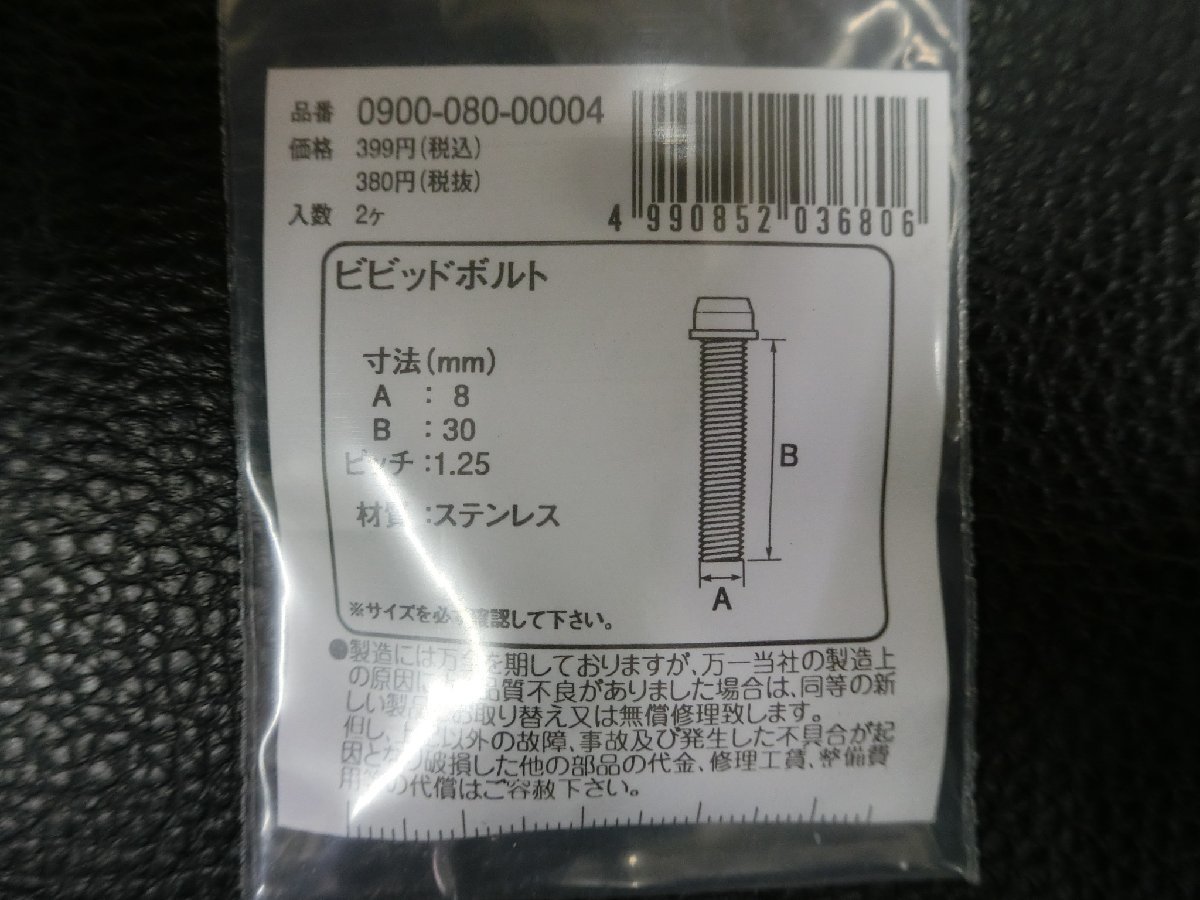 品番 0900-080-00004
価格 399円(税込)
380円(税抜)
入数 2ヶ
4 990852 036806
ビビッドボルト
寸法(mm)
A : 8
B : 30
ピッチ:1.25
材質:ステンレス
B
A
※サイズを必ず確認して下さい。
●製造には万全を期しておりますが、万一当社の製造上
の原因に 品質不良がありました場合は、同等の新
しい製品 お取り替え又は無償修理致します。
但し、 以外の故障、事故及び発生した不具合が起
因となり破損した他の部品の代金、修理工賃、整備費
用等の代償はご容赦下さい。